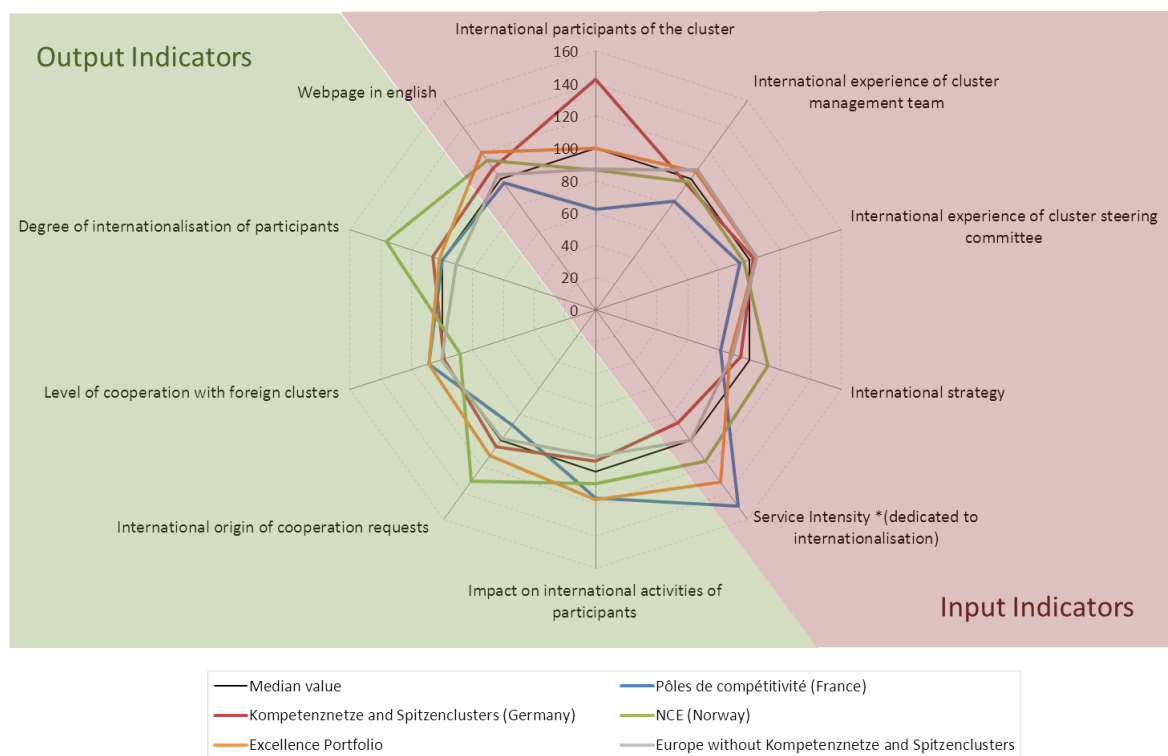 Output Indicators
International participants of the cluster
160
140
120
100
80
60
40
20
0
Webpage in english
International experience of cluster
management team
Degree of internationalisation of participants
International experience of cluster steering
committee
Level of cooperation with foreign clusters
International strategy
International origin of cooperation requests
Service Intensity *(dedicated to
internationalisation)
Impact on international activities of
participants
Input Indicators
Median value
Pôles de compétitivité (France)
Kompetenznetze and Spitzenclusters (Germany)
NCE (Norway)
Excellence Portfolio
Europe without Kompetenznetze and Spitzenclusters